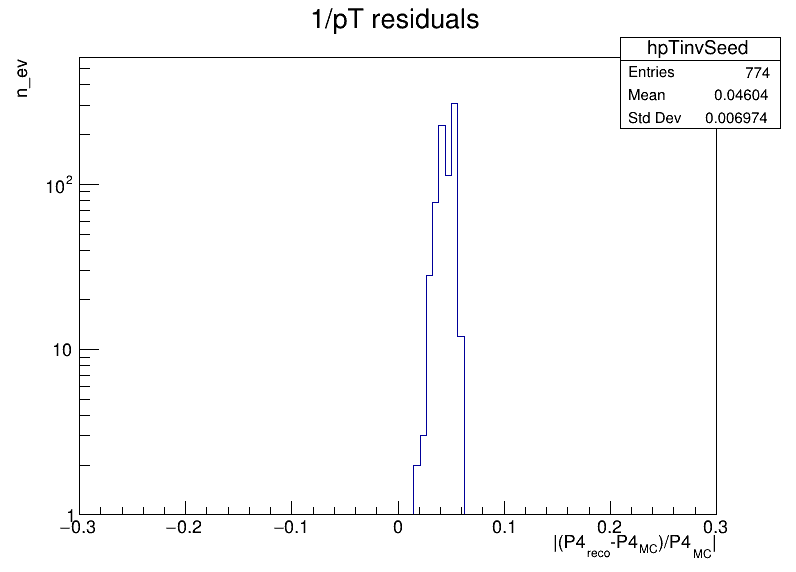 1/pT residuals
hpTinvSeed
Entries 774
Mean 0.04604
Std Dev 0.006974
n_ev
10²
10
1
−0.3 −0.2 −0.1 0 0.1 0.2 0.3
|(P4reco-P4MC)/P4MC|